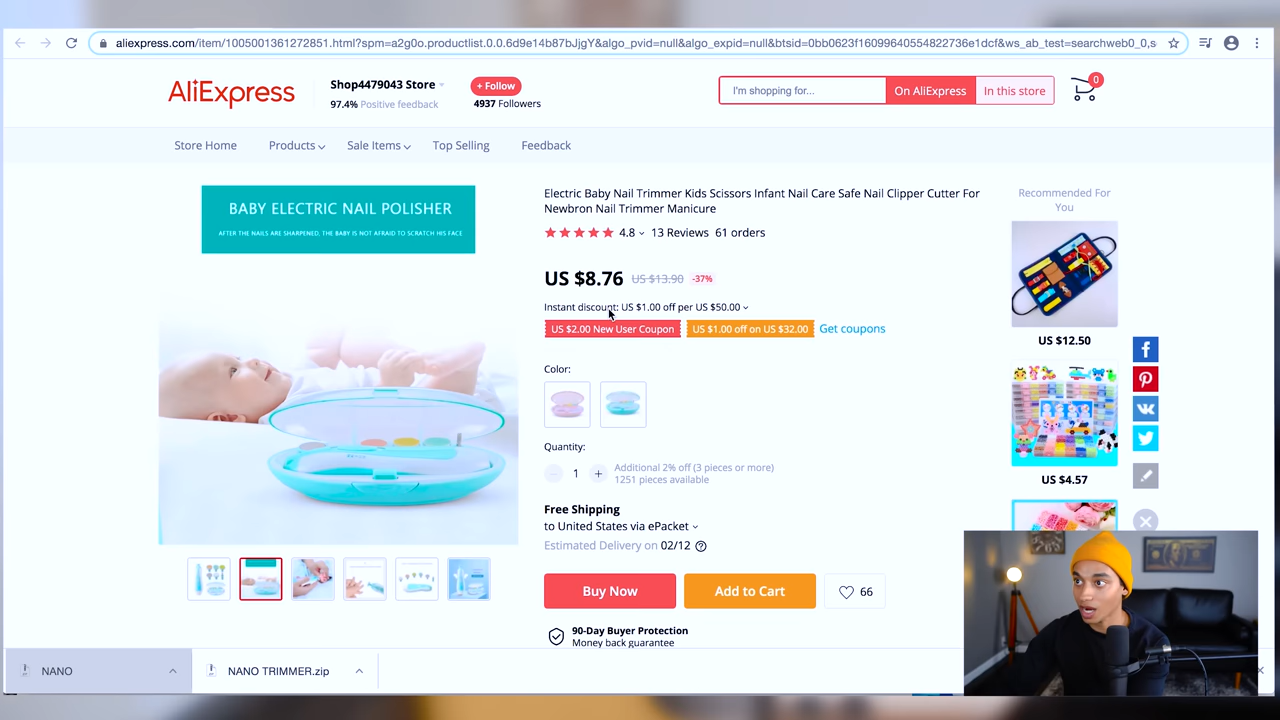 aliexpress.com/item/1005001361272851.html?spm=a2g0o.productlist.0.0.6d9e14b87bJjgY&algo_pvid=null&algo_expid=null&btsid=0bb0623f16099640554822736e1dcf&ws_ab_test=searchweb0_0,s
AliExpress
Shop4479043 Store
97.4% Positive feedback
+ Follow
4937 Followers
I'm shopping for...
On AliExpress
In this store
0
Store Home
Products
Sale Items
Top Selling
Feedback
BABY ELECTRIC NAIL POLISHER
AFTER THE NAILS ARE SHARPENED, THE BABY IS NOT AFRAID TO SCRATCH HIS FACE
Electric Baby Nail Trimmer Kids Scissors Infant Nail Care Safe Nail Clipper Cutter For
Newbron Nail Trimmer Manicure
4.8 13 Reviews 61 orders
US $8.76 US $13.90 -37%
Instant discount: US $1.00 off per US $50.00
US $2.00 New User Coupon
US $1.00 off on US $32.00
Get coupons
Color:
Quantity:
1
Additional 2% off (3 pieces or more)
1251 pieces available
Free Shipping
to United States via ePacket
Estimated Delivery on 02/12
Buy Now
Add to Cart
66
90-Day Buyer Protection
Money back guarantee
Recommended For
You
US $12.50
US $4.57
NANO
NANO TRIMMER.zip